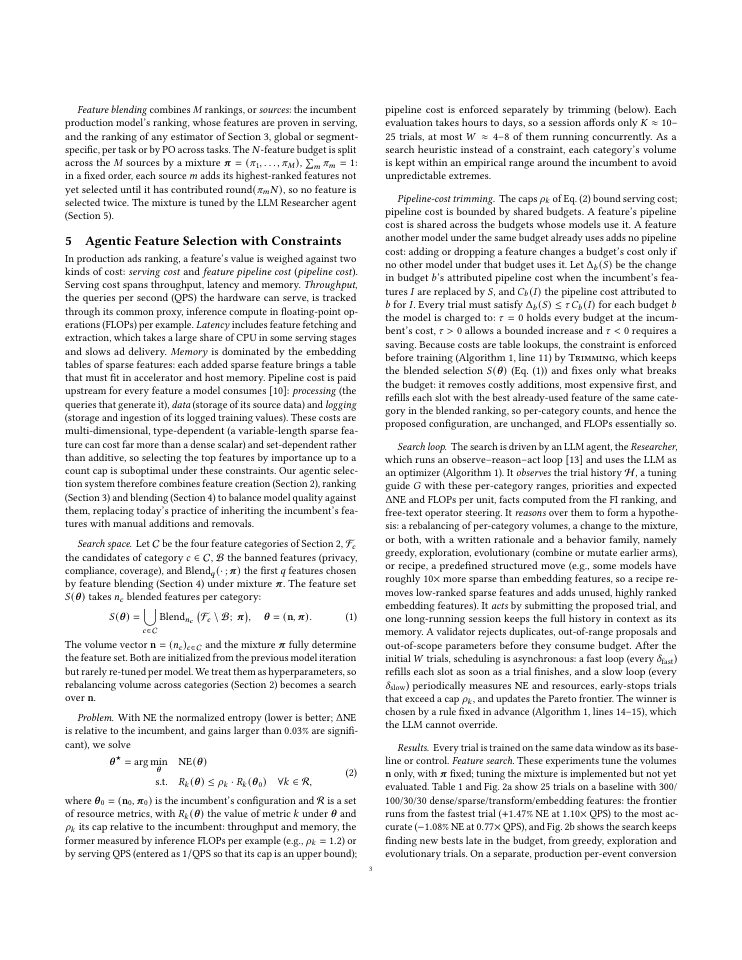 Feature blending combines M rankings, or sources: the incumbent
production model's ranking, whose features are proven in serving,
and the ranking of any estimator of Section 3, global or segment-
specific, per task or by PO across tasks. The N-feature budget is split
across the M sources by a mixture π = (π₁, . . . , π_M), ∑_m π_m = 1:
in a fixed order, each source m adds its highest-ranked features not
yet selected until it has contributed round(π_m N), so no feature is
selected twice. The mixture is tuned by the LLM Researcher agent
(Section 5).
5 Agentic Feature Selection with Constraints
In production ads ranking, a feature's value is weighed against two
kinds of cost: serving cost and feature pipeline cost (pipeline cost).
Serving cost spans throughput, latency and memory. Throughput,
the queries per second (QPS) the hardware can serve, is tracked
through its common proxy, inference compute in floating-point op-
erations (FLOPs) per example. Latency includes feature fetching and
extraction, which takes a large share of CPU in some serving stages
and slows ad delivery. Memory is dominated by the embedding
tables of sparse features: each added sparse feature brings a table
that must fit in accelerator and host memory. Pipeline cost is paid
upstream for every feature a model consumes [10]: processing (the
queries that generate it), data (storage of its source data) and logging
(storage and ingestion of its logged training values). These costs are
multi-dimensional, type-dependent (a variable-length sparse fea-
ture can cost far more than a dense scalar) and set-dependent rather
than additive, so selecting the top features by importance up to a
count cap is suboptimal under these constraints. Our agentic selec-
tion system therefore combines feature creation (Section 2), ranking
(Section 3) and blending (Section 4) to balance model quality against
them, replacing today's practice of inheriting the incumbent's fea-
tures with manual additions and removals.
Search space. Let C be the four feature categories of Section 2, F_c
the candidates of category c ∈ C, B the banned features (privacy,
compliance, coverage), and Blend_q(· ; π) the first q features chosen
by feature blending (Section 4) under mixture π. The feature set
S(θ) takes n_c blended features per category:
S(θ) = ⋃_{c∈C} Blend_{n_c} (F_c \ B; π), θ = (n, π). (1)
The volume vector n = (n_c)_{c∈C} and the mixture π fully determine
the feature set. Both are initialized from the previous model iteration
but rarely re-tuned per model. We treat them as hyperparameters, so
rebalancing volume across categories (Section 2) becomes a search
over n.
Problem. With NE the normalized entropy (lower is better; ΔNE
is relative to the incumbent, and gains larger than 0.03% are signifi-
cant), we solve
θ★ = arg min_θ NE(θ)
s.t. R_k(θ) ≤ ρ_k · R_k(θ₀) ∀k ∈ R, (2)
where θ₀ = (n₀, π₀) is the incumbent's configuration and R is a set
of resource metrics, with R_k(θ) the value of metric k under θ and
ρ_k its cap relative to the incumbent: throughput and memory, the
former measured by inference FLOPs per example (e.g., ρ_k = 1.2) or
by serving QPS (entered as 1/QPS so that its cap is an upper bound);
pipeline cost is enforced separately by trimming (below). Each
evaluation takes hours to days, so a session affords only K ≈ 10–
25 trials, at most W ≈ 4–8 of them running concurrently. As a
search heuristic instead of a constraint, each category's volume
is kept within an empirical range around the incumbent to avoid
unpredictable extremes.
Pipeline-cost trimming. The caps ρ_k of Eq. (2) bound serving cost;
pipeline cost is bounded by shared budgets. A feature's pipeline
cost is shared across the budgets whose models use it. A feature
another model under the same budget already uses adds no pipeline
cost: adding or dropping a feature changes a budget's cost only if
no other model under that budget uses it. Let Δ_b(S) be the change
in budget b's attributed pipeline cost when the incumbent's fea-
tures I are replaced by S, and C_b(I) the pipeline cost attributed to
b for I. Every trial must satisfy Δ_b(S) ≤ τ C_b(I) for each budget b
the model is charged to: τ = 0 holds every budget at the incum-
bent's cost, τ > 0 allows a bounded increase and τ < 0 requires a
saving. Because costs are table lookups, the constraint is enforced
before training (Algorithm 1, line 11) by Trimming, which keeps
the blended selection S(θ) (Eq. (1)) and fixes only what breaks
the budget: it removes costly additions, most expensive first, and
refills each slot with the best already-used feature of the same cate-
gory in the blended ranking, so per-category counts, and hence the
proposed configuration, are unchanged, and FLOPs essentially so.
Search loop. The search is driven by an LLM agent, the Researcher,
which runs an observe–reason–act loop [13] and uses the LLM as
an optimizer (Algorithm 1). It observes the trial history H, a tuning
guide G with these per-category ranges, priorities and expected
ΔNE and FLOPs per unit, facts computed from the FI ranking, and
free-text operator steering. It reasons over them to form a hypothe-
sis: a rebalancing of per-category volumes, a change to the mixture,
or both, with a written rationale and a behavior family, namely
greedy, exploration, evolutionary (combine or mutate earlier arms),
or recipe, a predefined structured move (e.g., some models have
roughly 10× more sparse than embedding features, so a recipe re-
moves low-ranked sparse features and adds unused, highly ranked
embedding features). It acts by submitting the proposed trial, and
one long-running session keeps the full history in context as its
memory. A validator rejects duplicates, out-of-range proposals and
out-of-scope parameters before they consume budget. After the
initial W trials, scheduling is asynchronous: a fast loop (every δ_fast)
refills each slot as soon as a trial finishes, and a slow loop (every
δ_slow) periodically measures NE and resources, early-stops trials
that exceed a cap ρ_k, and updates the Pareto frontier. The winner is
chosen by a rule fixed in advance (Algorithm 1, lines 14–15), which
the LLM cannot override.
Results. Every trial is trained on the same data window as its base-
line or control. Feature search. These experiments tune the volumes
n only, with π fixed; tuning the mixture is implemented but not yet
evaluated. Table 1 and Fig. 2a show 25 trials on a baseline with 300/
100/30/30 dense/sparse/transform/embedding features: the frontier
runs from the fastest trial (+1.47% NE at 1.10× QPS) to the most ac-
curate (−1.08% NE at 0.77× QPS), and Fig. 2b shows the search keeps
finding new bests late in the budget, from greedy, exploration and
evolutionary trials. On a separate, production per-event conversion
3